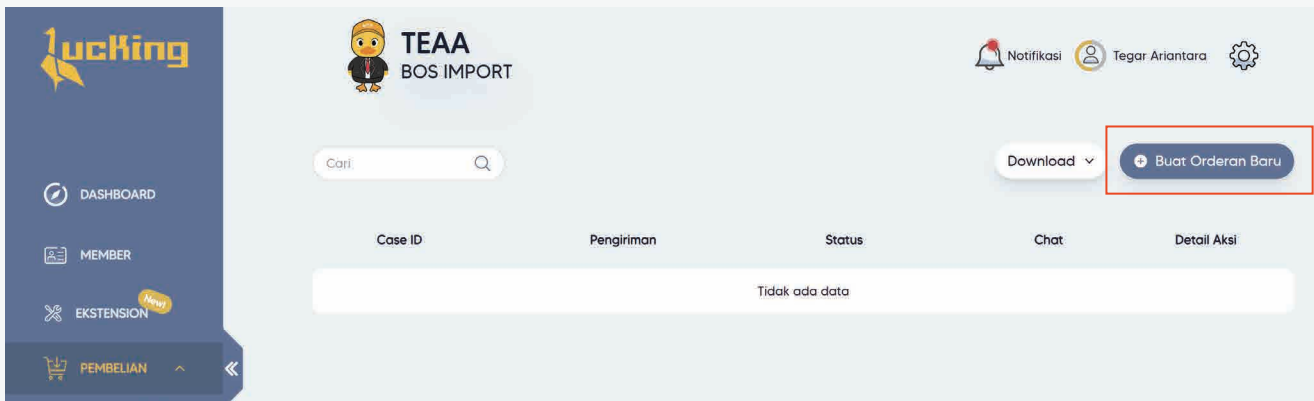 lucKing
TEAA
BOS IMPORT
Notifikasi
Tegar Ariantara
Cari
Download
Buat Orderan Baru
DASHBOARD
MEMBER
EKSTENSION
New!
PEMBELIAN
Case ID
Pengiriman
Status
Chat
Detail Aksi
Tidak ada data